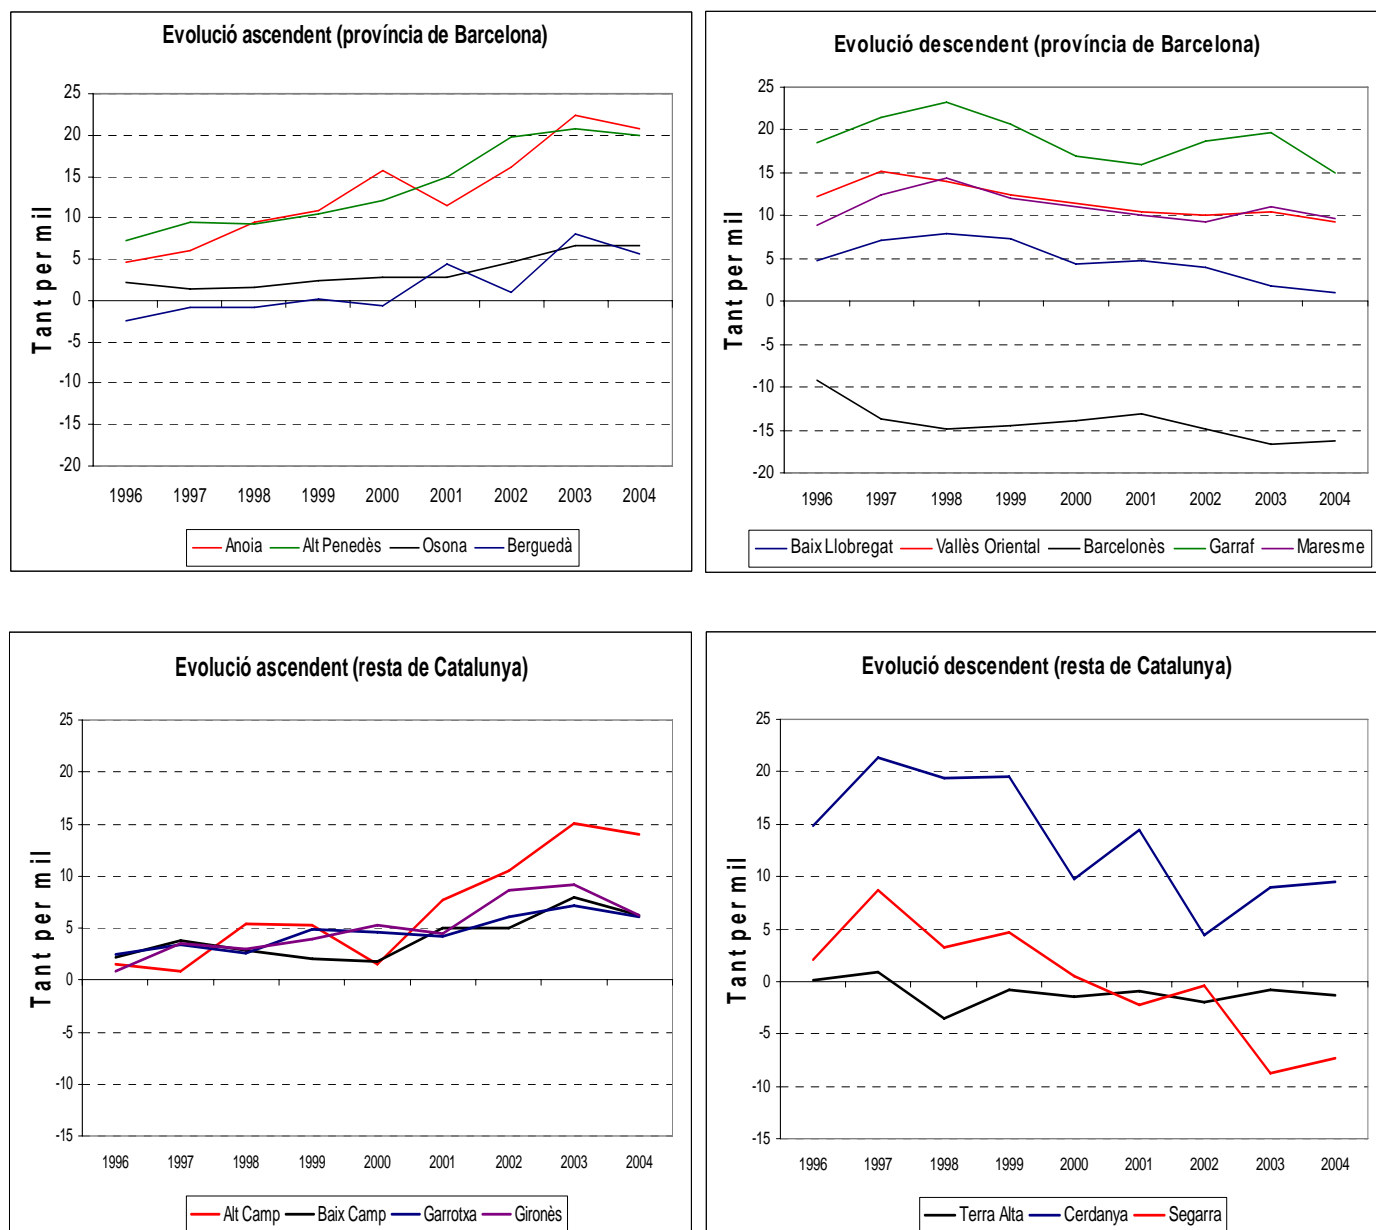 Evolució ascendent (província de Barcelona)
25
20
15
10
5
0
-5
-10
-15
-20
Tant per mil
1996 1997 1998 1999 2000 2001 2002 2003 2004
Anoia Alt Penedès Osona Berguedà
Evolució descendent (província de Barcelona)
25
20
15
10
5
0
-5
-10
-15
-20
Tant per mil
1996 1997 1998 1999 2000 2001 2002 2003 2004
Baix Llobregat Vallès Oriental Barcelonès Garraf Maresme
Evolució ascendent (resta de Catalunya)
25
20
15
10
5
0
-5
-10
-15
Tant per mil
1996 1997 1998 1999 2000 2001 2002 2003 2004
Alt Camp Baix Camp Garrotxa Gironès
Evolució descendent (resta de Catalunya)
25
20
15
10
5
0
-5
-10
-15
Tant per mil
1996 1997 1998 1999 2000 2001 2002 2003 2004
Terra Alta Cerdanya Segarra